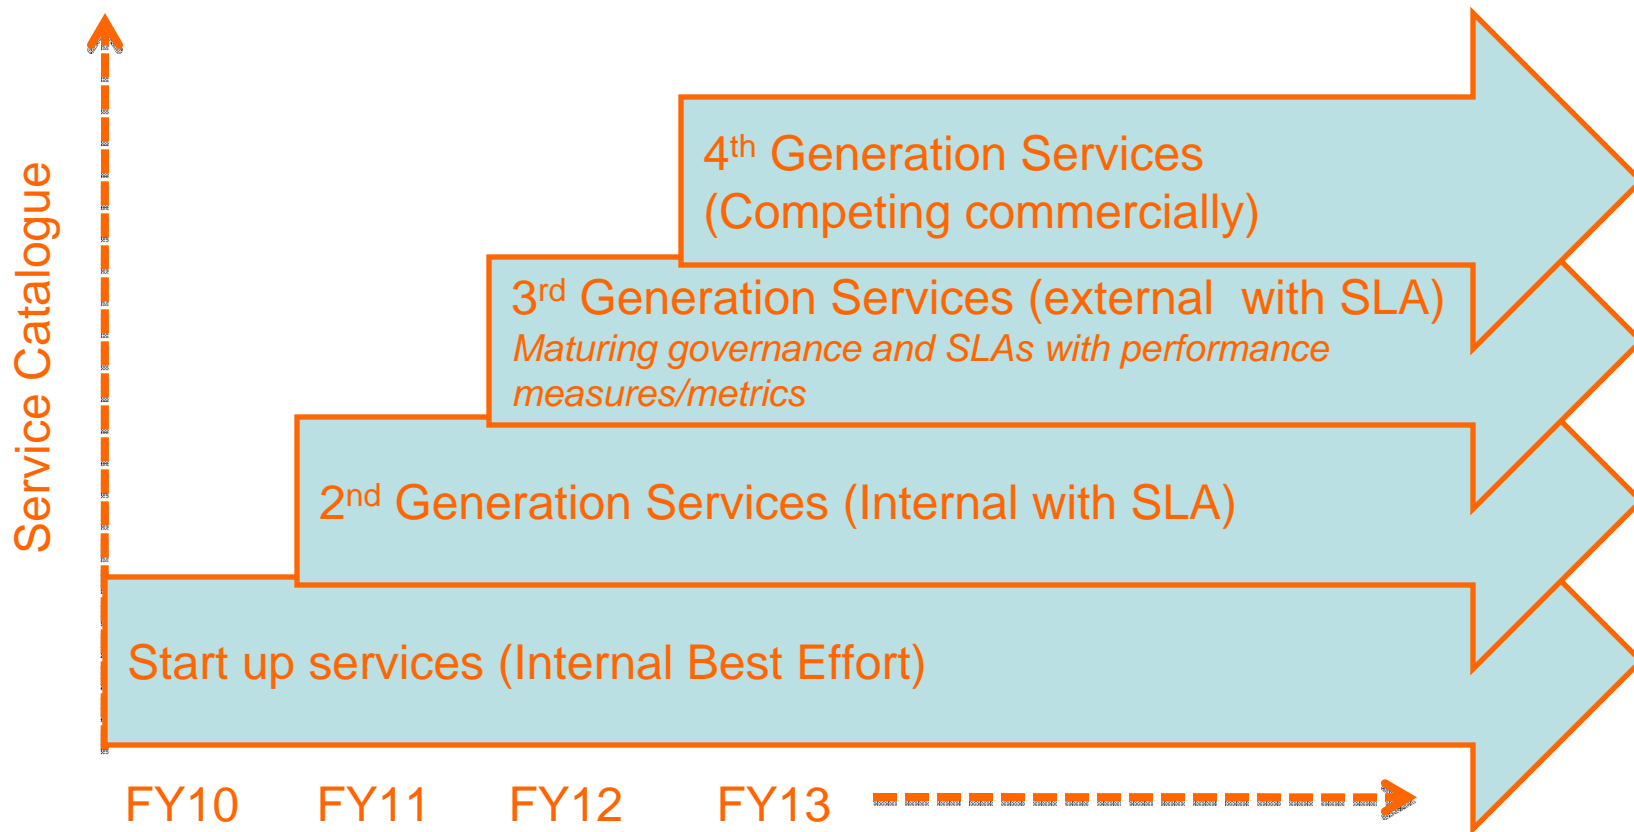 Service Catalogue
4th Generation Services
(Competing commercially)
3rd Generation Services (external  with SLA)
Maturing governance and SLAs with performance
measures/metrics
2nd Generation Services (Internal with SLA)
Start up services (Internal Best Effort)
FY10 FY11 FY12 FY13